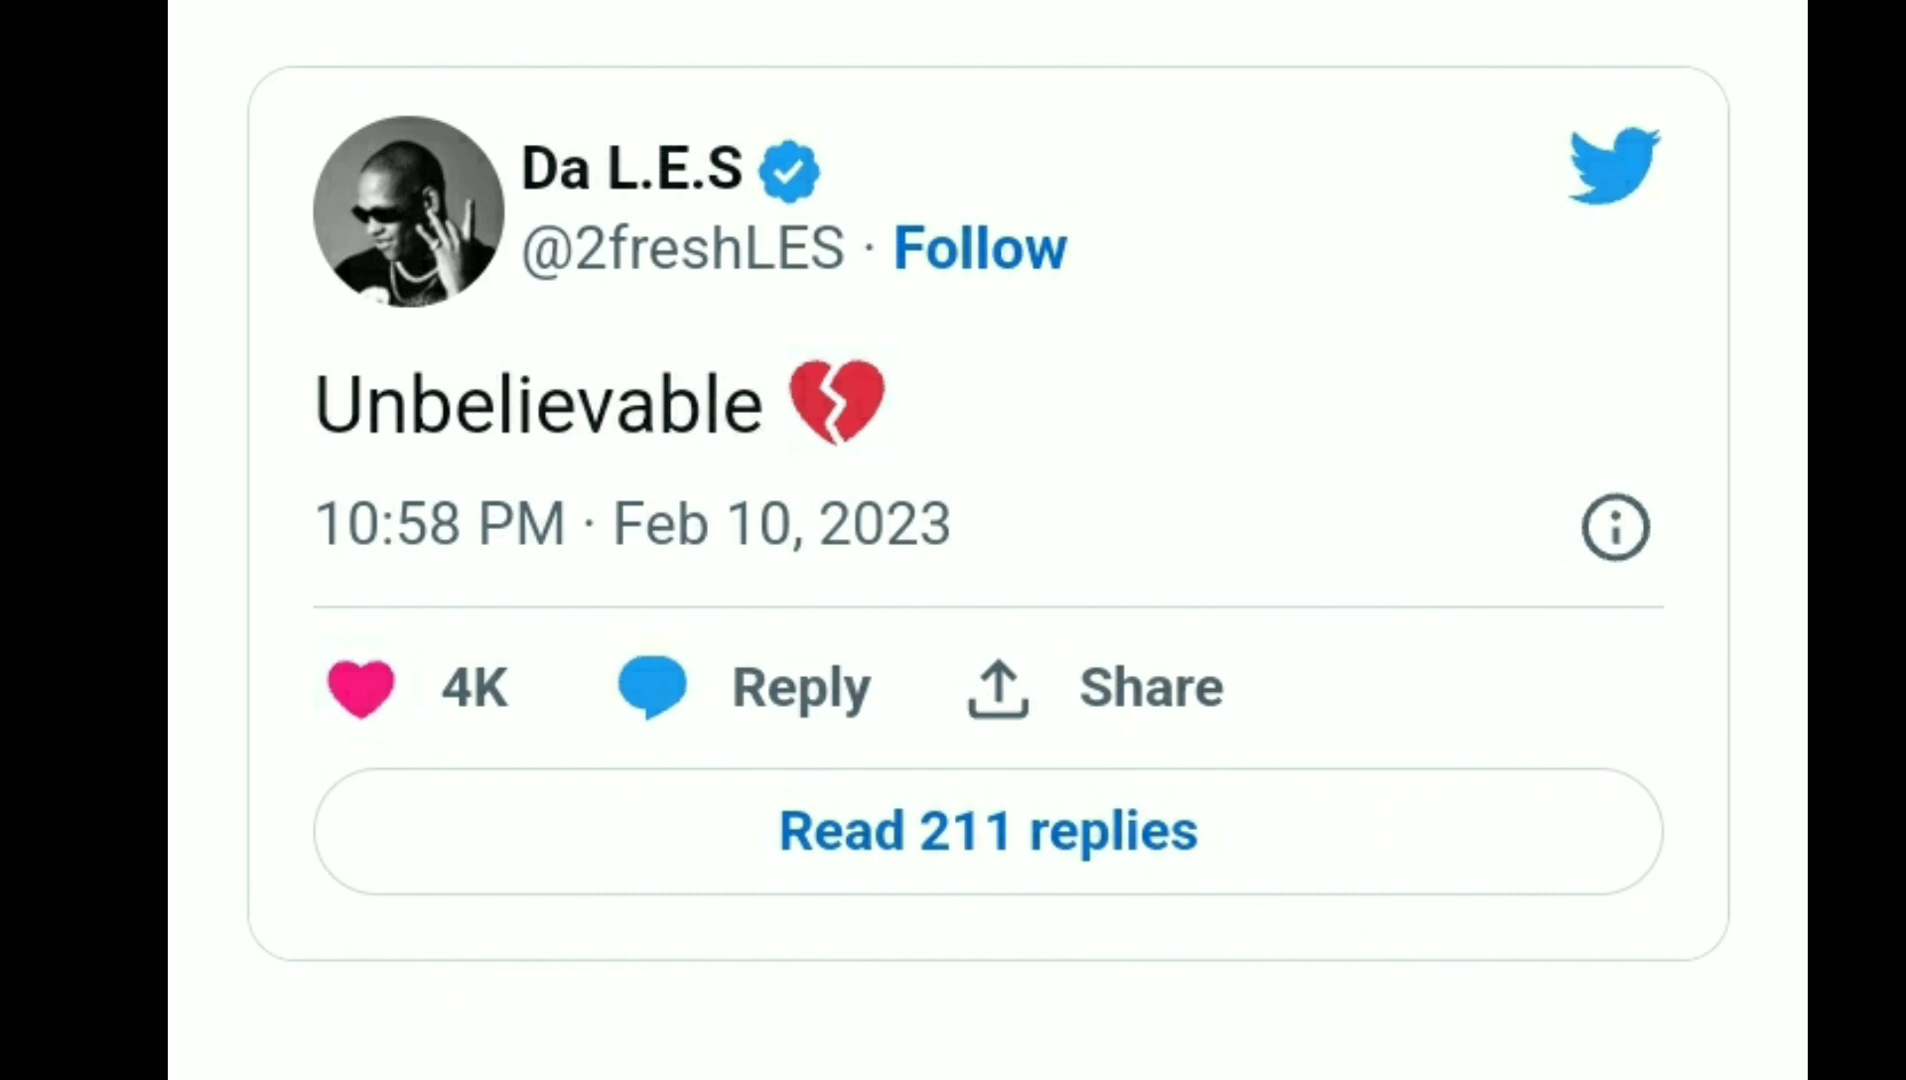 Da L.E.S
@2freshLES · Follow
Unbelievable 💔
10:58 PM · Feb 10, 2023
4K Reply Share
Read 211 replies